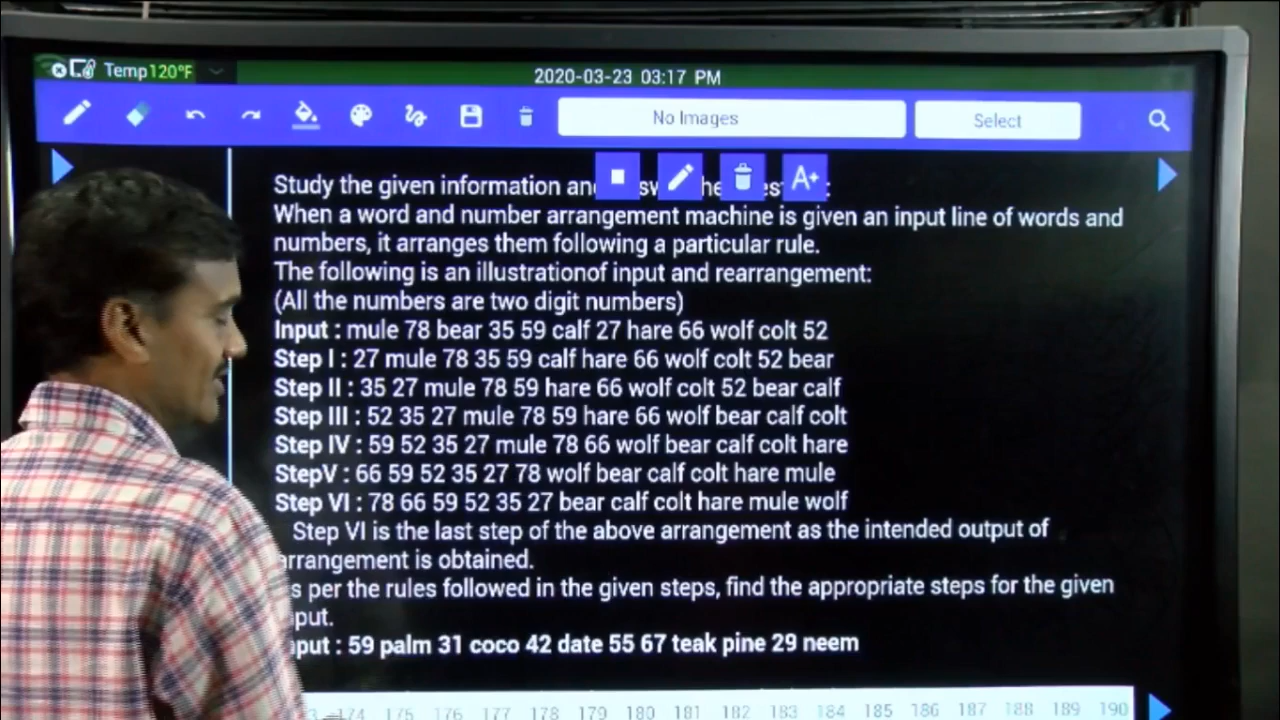 Temp 120°F
2020-03-23 03:17 PM
No Images
Select
A+
Study the given information
When a word and number arrangement machine is given an input line of words and
numbers, it arranges them following a particular rule.
The following is an illustrationof input and rearrangement:
(All the numbers are two digit numbers)
Input : mule 78 bear 35 59 calf 27 hare 66 wolf colt 52
Step I : 27 mule 78 35 59 calf hare 66 wolf colt 52 bear
Step II : 35 27 mule 78 59 hare 66 wolf colt 52 bear calf
Step III : 52 35 27 mule 78 59 hare 66 wolf bear calf colt
Step IV : 59 52 35 27 mule 78 66 wolf bear calf colt hare
StepV : 66 59 52 35 27 78 wolf bear calf colt hare mule
Step VI : 78 66 59 52 35 27 bear calf colt hare mule wolf
Step VI is the last step of the above arrangement as the intended output of
arrangement is obtained.
per the rules followed in the given steps, find the appropriate steps for the given
: 59 palm 31 coco 42 date 55 67 teak pine 29 neem
174 175 176 177 178 179 180 181 182 183 184 185 186 187 188 189 190